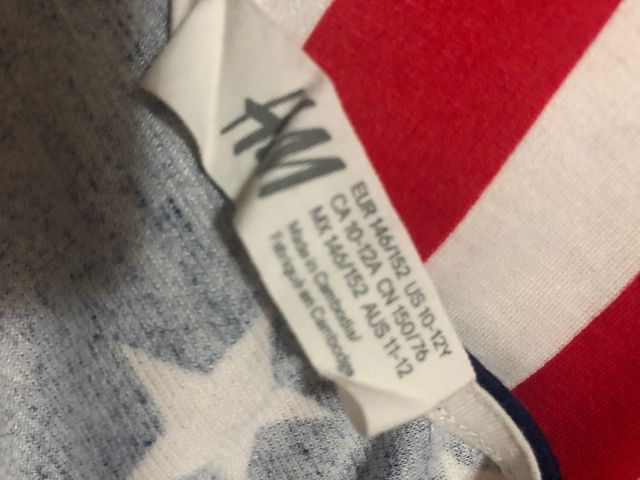 H&M
EUR 146/152 US 10-12Y
CA 10-12A CN 150/76
MX 146/152 AUS 11-12
Made in Cambodia/
Fabriqué en Cambodge